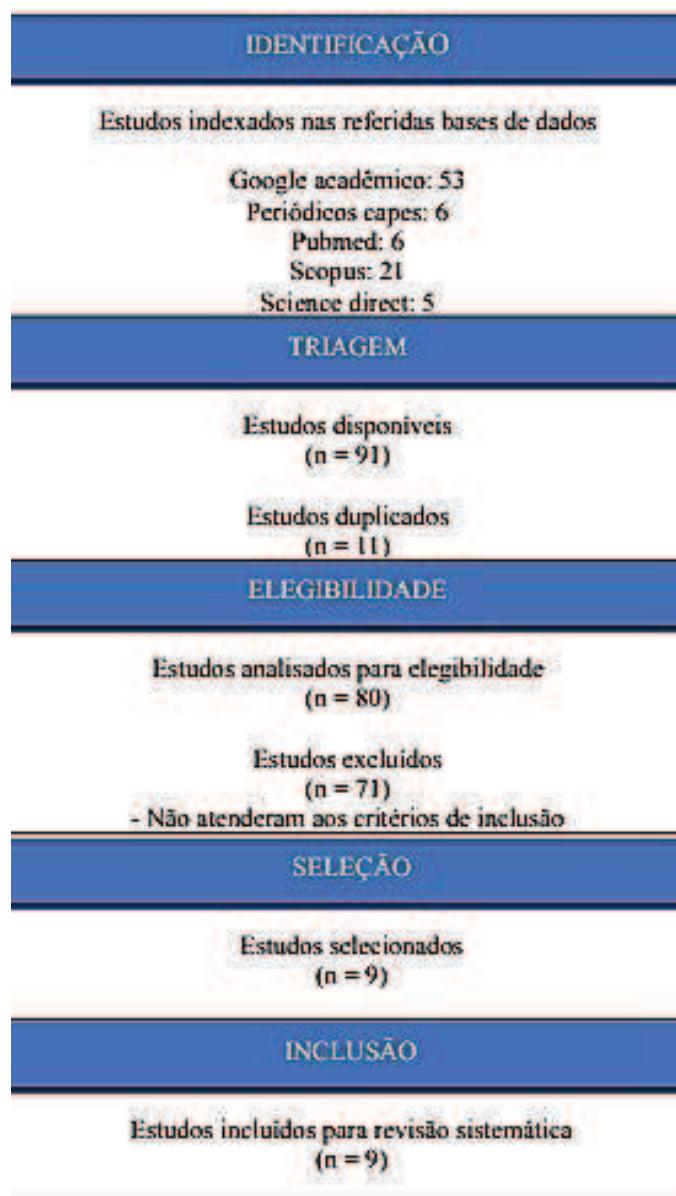 IDENTIFICAÇÃO
Estudos indexados nas referidas bases de dados
Google acadêmico: 53
Periódicos capes: 6
Pubmed: 6
Scopus: 21
Science direct: 5
TRIAGEM
Estudos disponíveis
(n = 91)
Estudos duplicados
(n = 11)
ELEGIBILIDADE
Estudos analisados para elegibilidade
(n = 80)
Estudos excluídos
(n = 71)
- Não atenderam aos critérios de inclusão
SELEÇÃO
Estudos selecionados
(n = 9)
INCLUSÃO
Estudos incluídos para revisão sistemática
(n = 9)